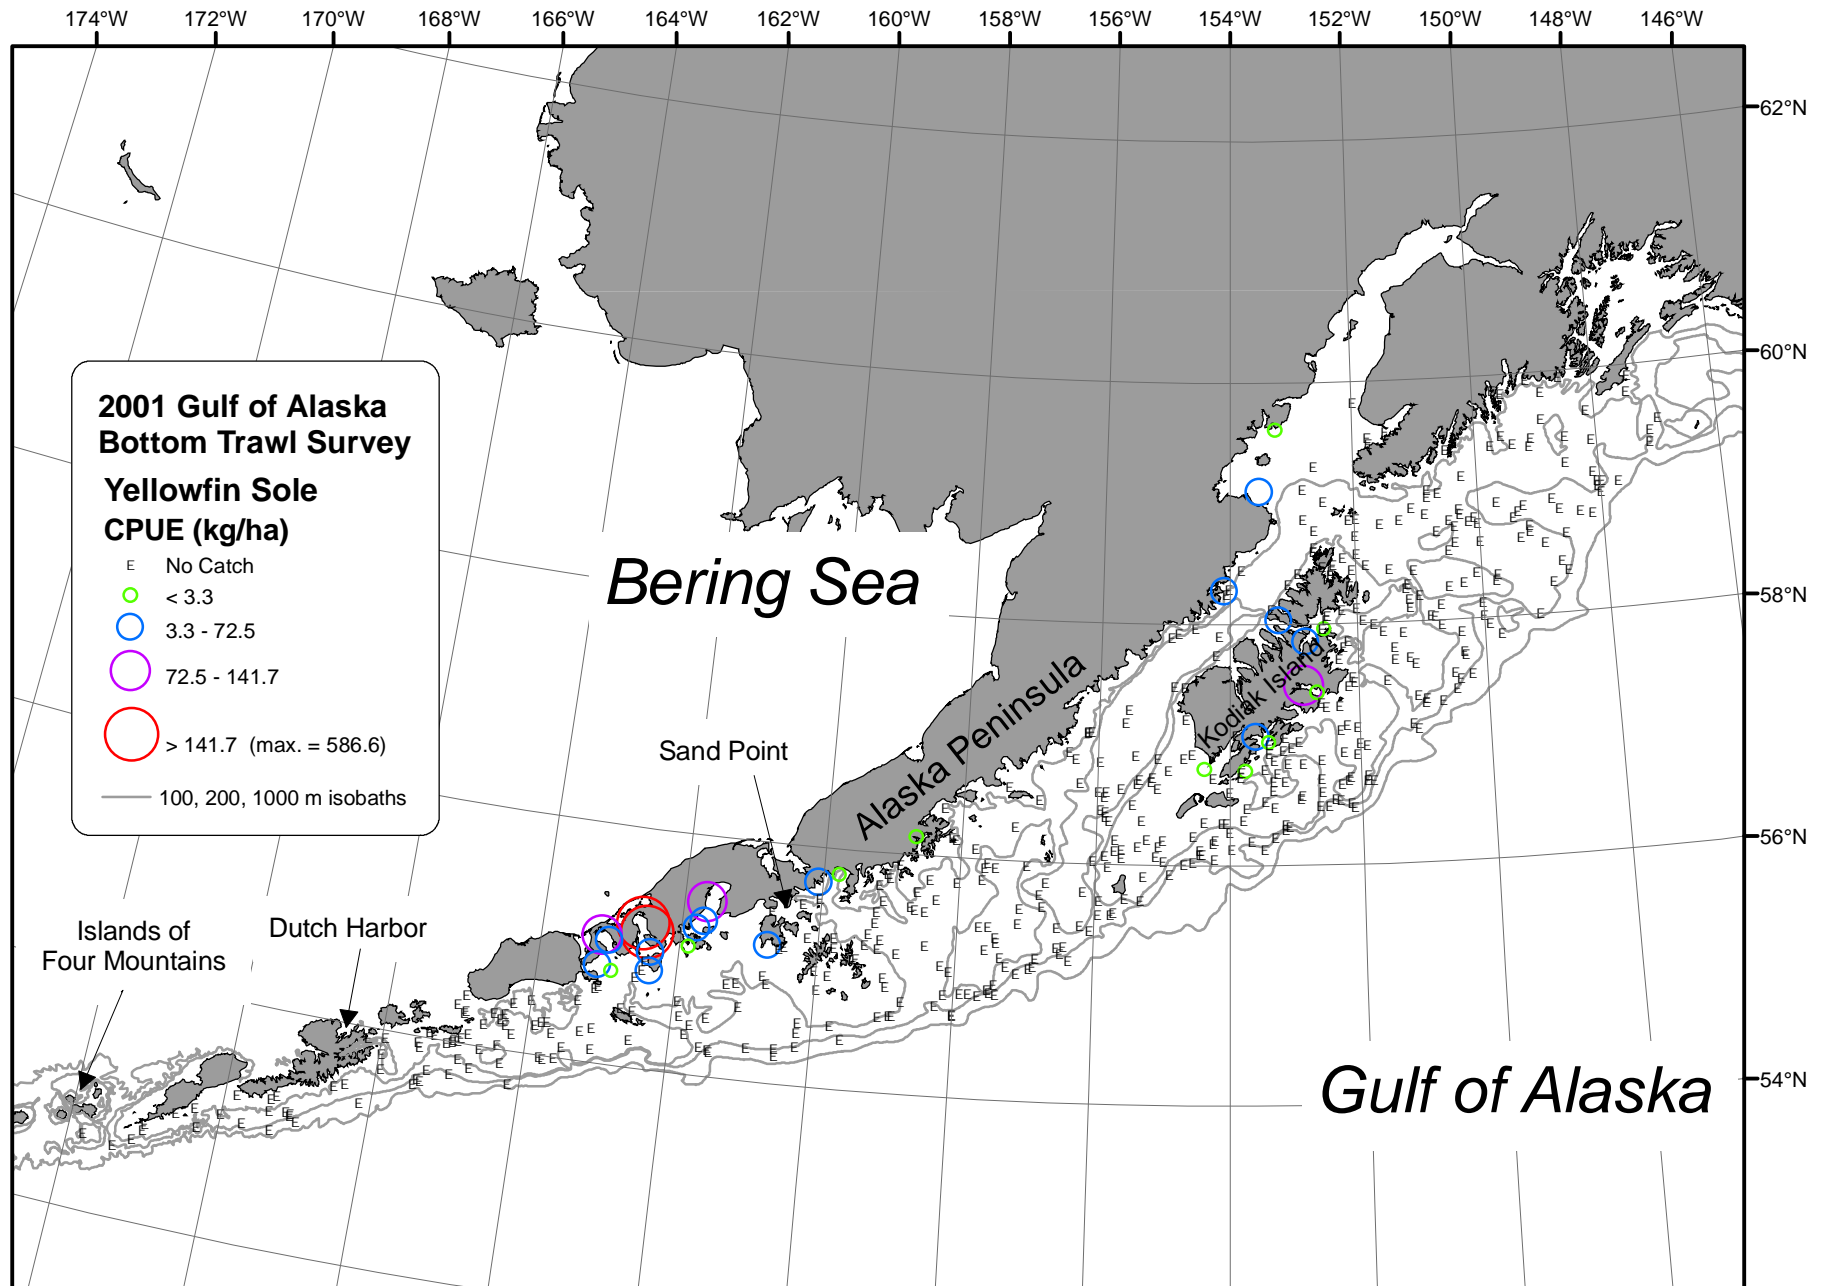 174°W 172°W 170°W 168°W 166°W 164°W 162°W 160°W 158°W 156°W 154°W 152°W 150°W 148°W 146°W
62°N
60°N
58°N
56°N
54°N
2001 Gulf of Alaska
Bottom Trawl Survey
Yellowfin Sole
CPUE (kg/ha)
E No Catch
< 3.3
3.3 - 72.5
72.5 - 141.7
> 141.7 (max. = 586.6)
100, 200, 1000 m isobaths
Bering Sea
Alaska Peninsula
Kodiak Island
Sand Point
Dutch Harbor
Islands of
Four Mountains
Gulf of Alaska